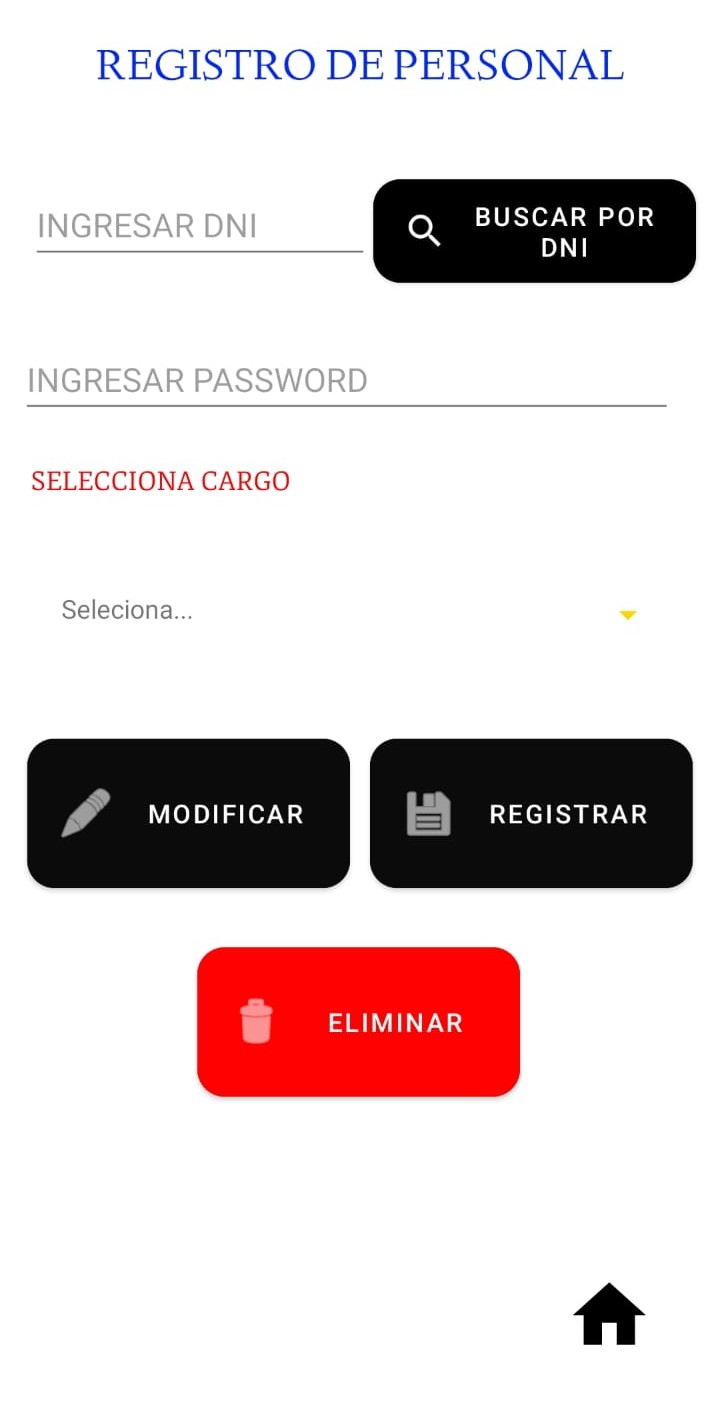 REGISTRO DE PERSONAL
INGRESAR DNI
BUSCAR POR
DNI
INGRESAR PASSWORD
SELECCIONA CARGO
Seleciona...
MODIFICAR
REGISTRAR
ELIMINAR